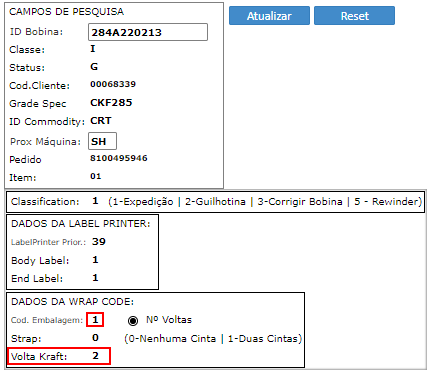 CAMPOS DE PESQUISA
ID Bobina: 284A220213
Atualizar Reset
Classe: I
Status: G
Cod.Cliente: 00068339
Grade Spec CKF285
ID Commodity: CRT
Prox Máquina: SH
Pedido 8100495946
Item: 01
Classification: 1 (1-Expedição | 2-Guilhotina | 3-Corrigir Bobina | 5 - Rewinder)
DADOS DA LABEL PRINTER:
LabelPrinter Prior.: 39
Body Label: 1
End Label: 1
DADOS DA WRAP CODE:
Cod. Embalagem: 1 Nº Voltas
Strap: 0 (0-Nenhuma Cinta | 1-Duas Cintas)
Volta Kraft: 2